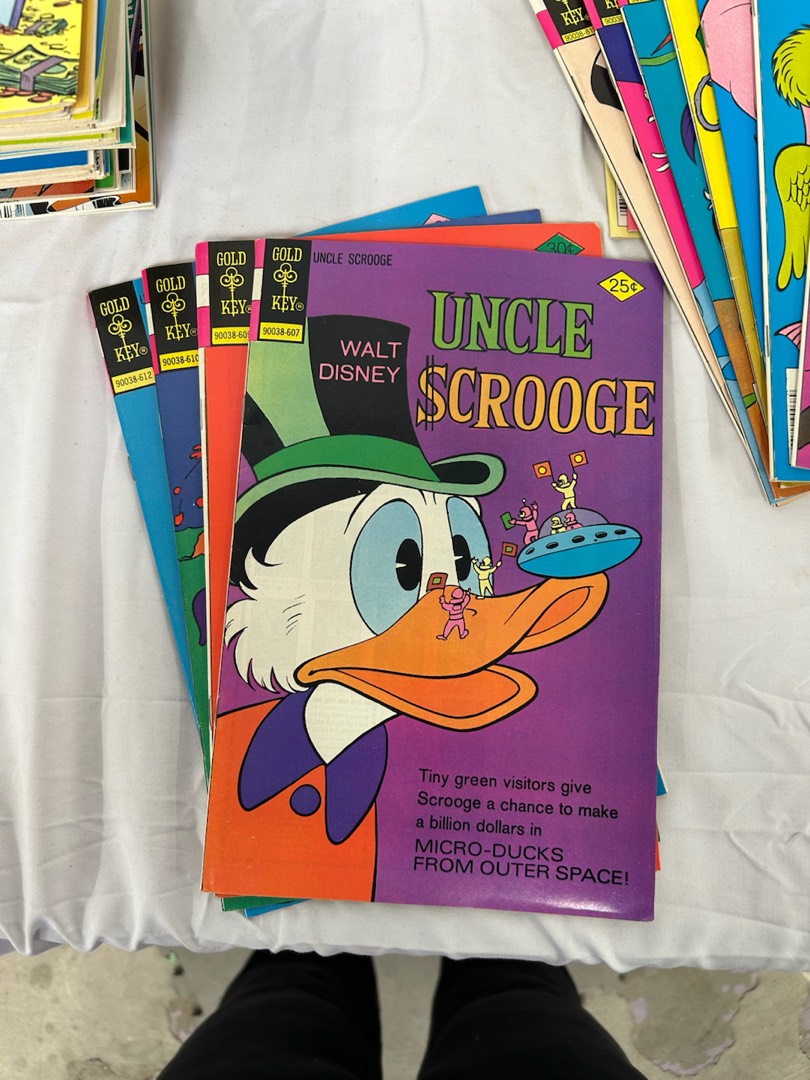 GOLD
KEY®
90038-612
GOLD
KEY®
90038-610
GOLD
KEY®
90038-609
GOLD
KEY®
90038-607
UNCLE SCROOGE
30¢
25¢
WALT
DISNEY
UNCLE
$CROOGE
Tiny green visitors give
Scrooge a chance to make
a billion dollars in
MICRO-DUCKS
FROM OUTER SPACE!
KEY